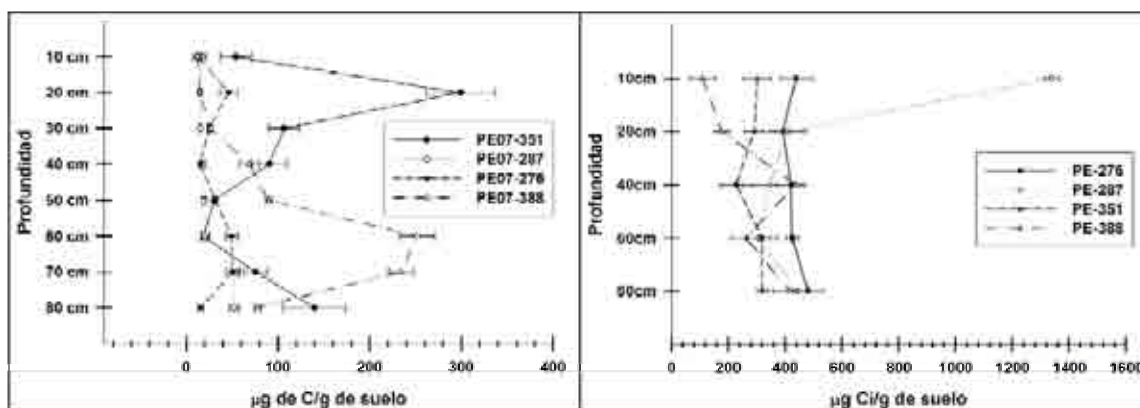 Profundidad
10 cm
20 cm
30 cm
40 cm
50 cm
60 cm
70 cm
80 cm
PE07-351
PE07-287
PE07-276
PE07-388
0
100
200
300
400
µg de C/g de suelo
Profundidad
10cm
20cm
40cm
60cm
80cm
PE-276
PE-287
PE-351
PE-388
0
200
400
600
800
1000
1200
1400
1600
µg Ci/g de suelo